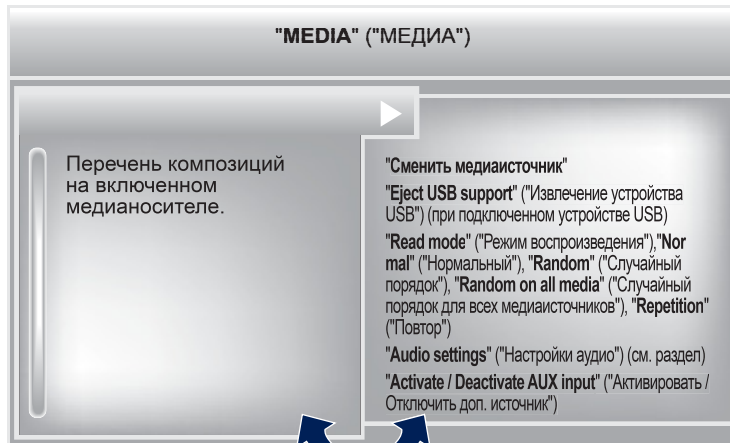 "MEDIA" ("МЕДИА")
Перечень композиций
на включенном
медианосителе.
"Сменить медиаисточник"
"Eject USB support" ("Извлечение устройства
USB") (при подключенном устройстве USB)
"Read mode" ("Режим воспроизведения"),"Nor
mal" ("Нормальный"), "Random" ("Случайный
порядок"), "Random on all media" ("Случайный
порядок для всех медиаисточников"), "Repetition"
("Повтор")
"Audio settings" ("Настройки аудио") (см. раздел)
"Activate / Deactivate AUX input" ("Активировать /
Отключить доп. источник")